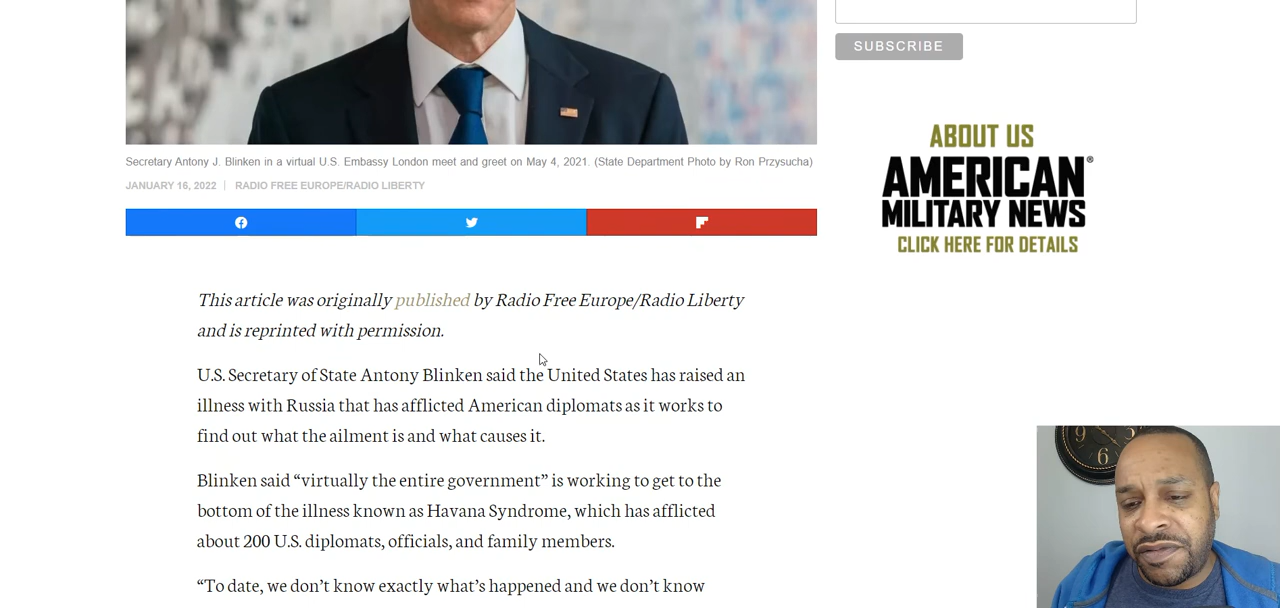 SUBSCRIBE
ABOUT US
AMERICAN®
MILITARY NEWS
CLICK HERE FOR DETAILS
Secretary Antony J. Blinken in a virtual U.S. Embassy London meet and greet on May 4, 2021. (State Department Photo by Ron Przysucha)
JANUARY 16, 2022 | RADIO FREE EUROPE/RADIO LIBERTY
This article was originally published by Radio Free Europe/Radio Liberty
and is reprinted with permission.
U.S. Secretary of State Antony Blinken said the United States has raised an
illness with Russia that has afflicted American diplomats as it works to
find out what the ailment is and what causes it.
Blinken said “virtually the entire government” is working to get to the
bottom of the illness known as Havana Syndrome, which has afflicted
about 200 U.S. diplomats, officials, and family members.
“To date, we don’t know exactly what’s happened and we don’t know
9
6